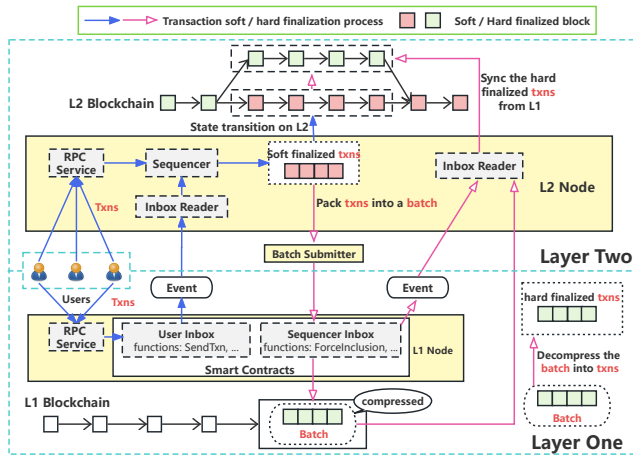 Transaction soft / hard finalization process
Soft / Hard finalized block
L2 Blockchain
Sync the hard
finalized txns
from L1
State transition on L2
RPC
Service
Sequencer
Soft finalized txns
Inbox Reader
Txns
Inbox Reader
L2 Node
Pack txns into a batch
Batch Submitter
Layer Two
Users
Txns
Event
Event
hard finalized txns
RPC
Service
User Inbox
functions: SendTxn, ...
Sequencer Inbox
functions: ForceInclusion, ...
L1 Node
Smart Contracts
Decompress the
batch into txns
L1 Blockchain
compressed
Batch
Batch
Layer One